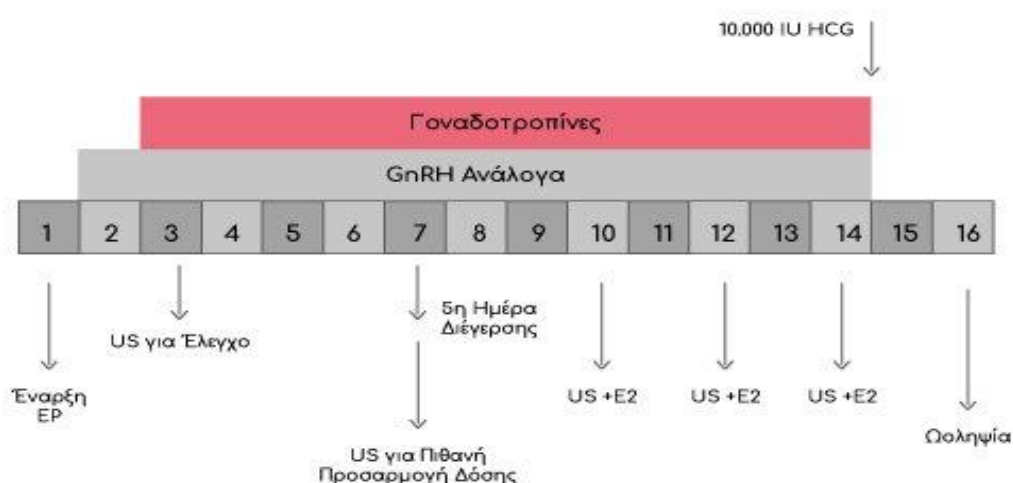 10.000 IU HCG
Γοναδοτροπίνες
GnRH Ανάλογα
1 2 3 4 5 6 7 8 9 10 11 12 13 14 15 16
5η Ημέρα
Διέγερσης
US για Έλεγχο
Έναρξη
ΕΡ
US +E2
US +E2
US +E2
Ωοληψία
US για Πιθανή
Προσαρμογή Δόσης